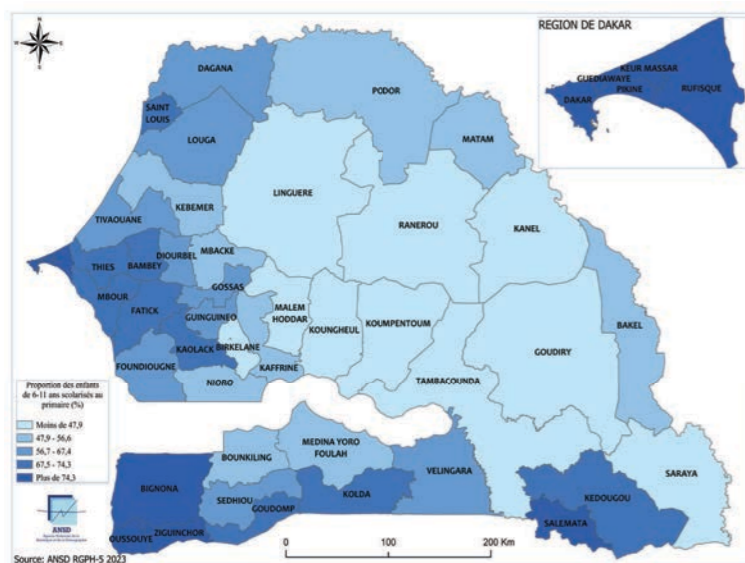 REGION DE DAKAR
KEUR MASSAR
GUEDIAWAYE
RUFISQUE
PIKINE
DAKAR
N
W
E
S
DAGANA
PODOR
SAINT
LOUIS
LOUGA
MATAM
LINGUERE
KEBEMER
RANEROU
KANEL
TIVAOUANE
MBACKE
DIOURBEL
THIES
BAMBEY
GOSSAS
MBOUR
FATICK
MALEM
HODDAR
GUINGUINEO
KOUNGHEUL
KOUMPENTOUM
BAKEL
GOUDIRY
KAOLACK
BIRKELANE
FOUNDIOUGNE
KAFFRINE
NIORO
TAMBACOUNDA
Proportion des enfants
de 6-11 ans scolarisés au
primaire (%)
Moins de 47,9
47,9 - 56,6
56,7 - 67,4
67,5 - 74,3
Plus de 74,3
MEDINA YORO
FOULAH
BOUNKILING
VELINGARA
SARAYA
BIGNONA
KOLDA
KEDOUGOU
SEDHIOU
GOUDOMP
SALEMATA
ZIGUINCHOR
OUSSOUYE
ANSD
0 200 Km
Source: ANSD RGPH-5 2023